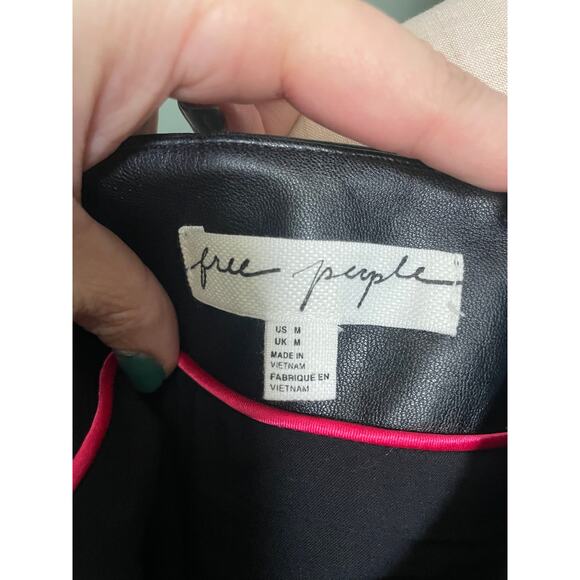 free people
US M
UK M
MADE IN
VIETNAM
FABRIQUE EN
VIETNAM